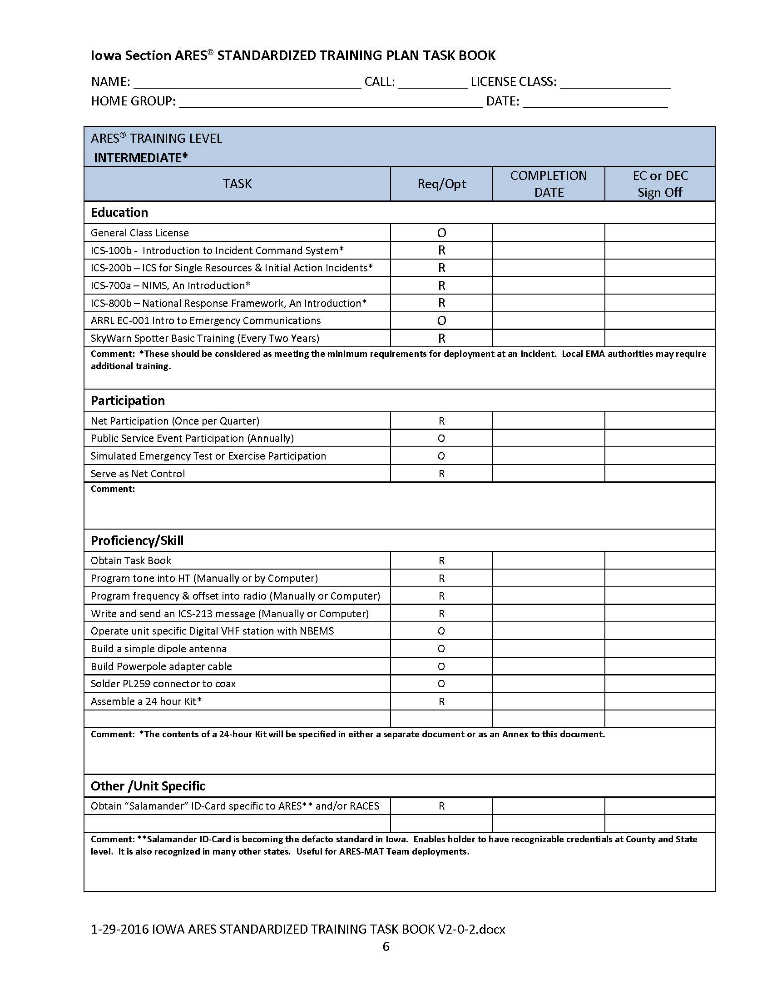 Iowa Section ARES® STANDARDIZED TRAINING PLAN TASK BOOK
NAME: _________________________________ CALL: __________ LICENSE CLASS: ________________
HOME GROUP: ____________________________________________ DATE: _____________________
ARES® TRAINING LEVEL
INTERMEDIATE*
TASK Req/Opt COMPLETION DATE EC or DEC Sign Off
Education
General Class License O
ICS-100b - Introduction to Incident Command System* R
ICS-200b – ICS for Single Resources & Initial Action Incidents* R
ICS-700a – NIMS, An Introduction* R
ICS-800b – National Response Framework, An Introduction* R
ARRL EC-001 Intro to Emergency Communications O
SkyWarn Spotter Basic Training (Every Two Years) R
Comment: *These should be considered as meeting the minimum requirements for deployment at an Incident. Local EMA authorities may require
additional training.
Participation
Net Participation (Once per Quarter) R
Public Service Event Participation (Annually) O
Simulated Emergency Test or Exercise Participation O
Serve as Net Control R
Comment:
Proficiency/Skill
Obtain Task Book R
Program tone into HT (Manually or by Computer) R
Program frequency & offset into radio (Manually or Computer) R
Write and send an ICS-213 message (Manually or Computer) R
Operate unit specific Digital VHF station with NBEMS O
Build a simple dipole antenna O
Build Powerpole adapter cable O
Solder PL259 connector to coax O
Assemble a 24 hour Kit* R
Comment: *The contents of a 24-hour Kit will be specified in either a separate document or as an Annex to this document.
Other /Unit Specific
Obtain “Salamander” ID-Card specific to ARES** and/or RACES R
Comment: **Salamander ID-Card is becoming the defacto standard in Iowa. Enables holder to have recognizable credentials at County and State
level. It is also recognized in many other states. Useful for ARES-MAT Team deployments.
1-29-2016 IOWA ARES STANDARDIZED TRAINING TASK BOOK V2-0-2.docx
6